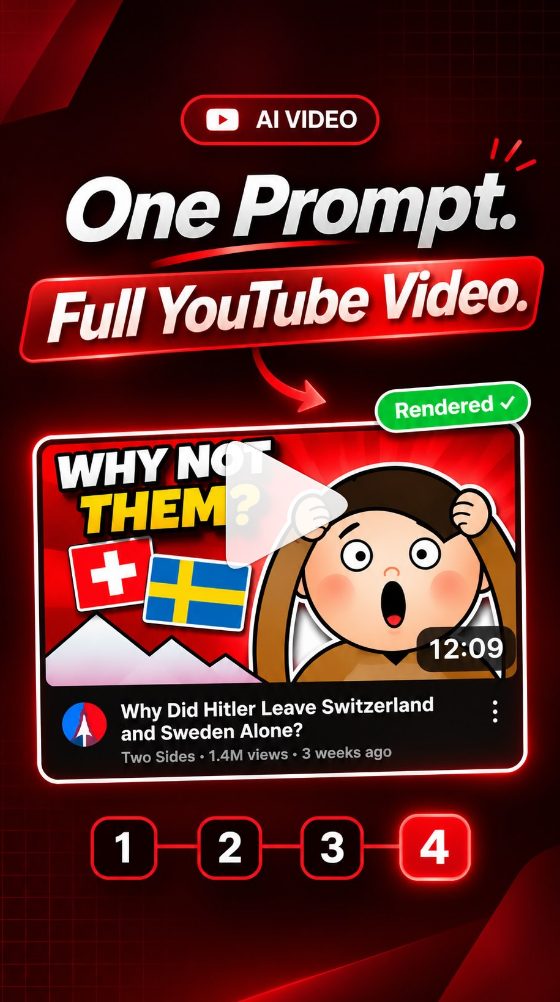 AI VIDEO
One Prompt.
Full YouTube Video.
Rendered ✓
WHY NOT
THEM?
12:09
Why Did Hitler Leave Switzerland
and Sweden Alone?
Two Sides • 1.4M views • 3 weeks ago
1 2 3 4